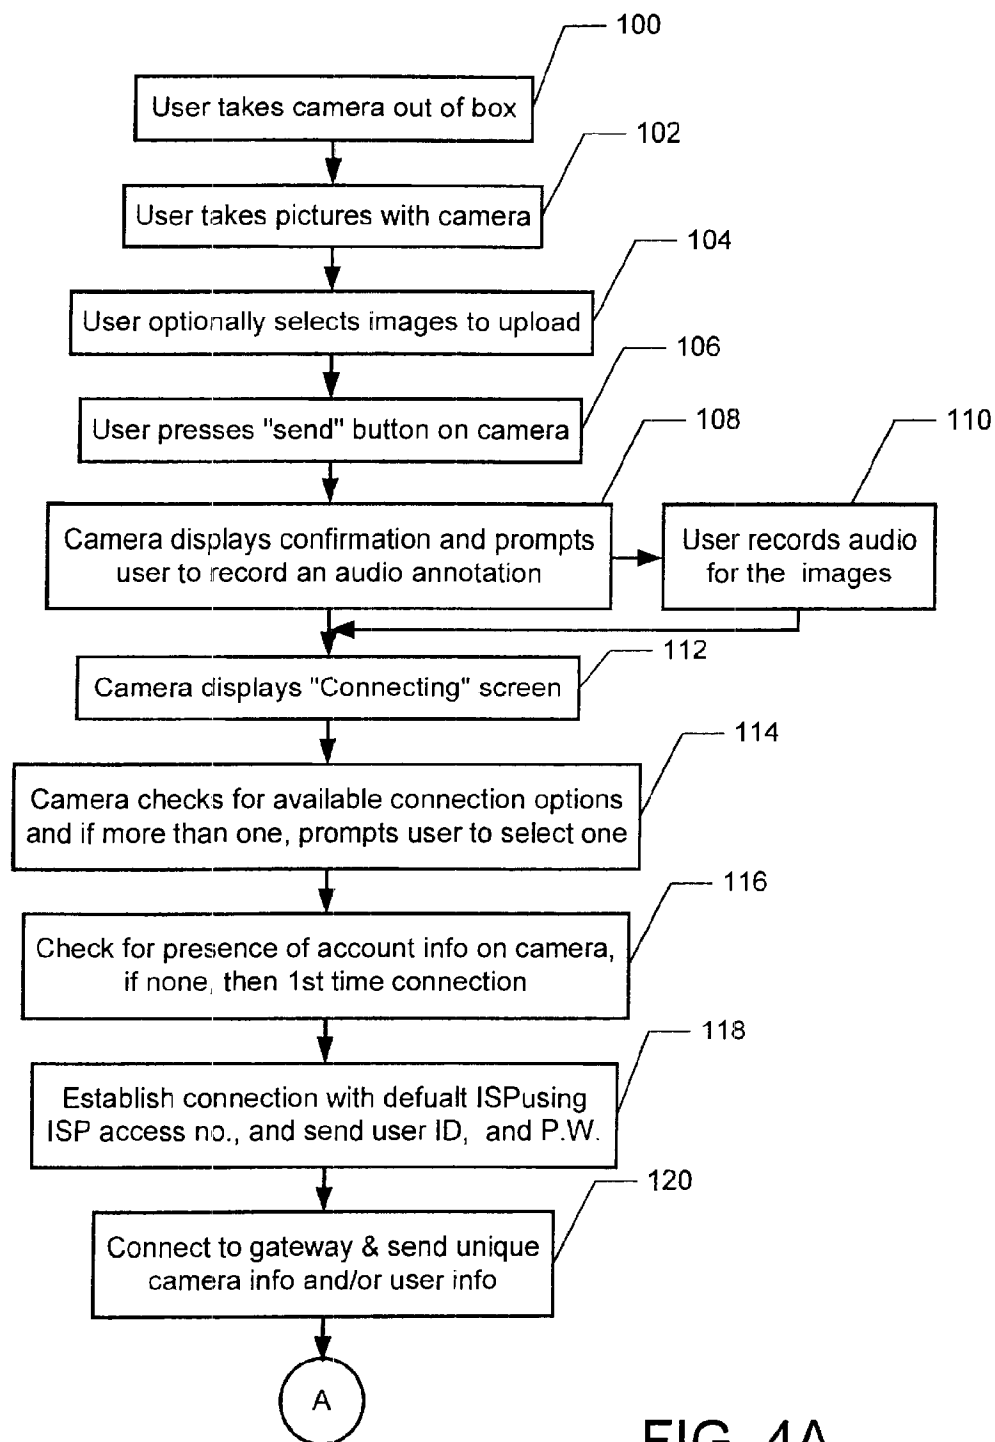 100
User takes camera out of box
102
User takes pictures with camera
104
User optionally selects images to upload
106
User presses "send" button on camera
108
Camera displays confirmation and prompts
user to record an audio annotation
110
User records audio
for the images
112
Camera displays "Connecting" screen
114
Camera checks for available connection options
and if more than one, prompts user to select one
116
Check for presence of account info on camera,
if none, then 1st time connection
118
Establish connection with defualt ISPusing
ISP access no., and send user ID, and P.W.
120
Connect to gateway & send unique
camera info and/or user info
A
FIG. 4A